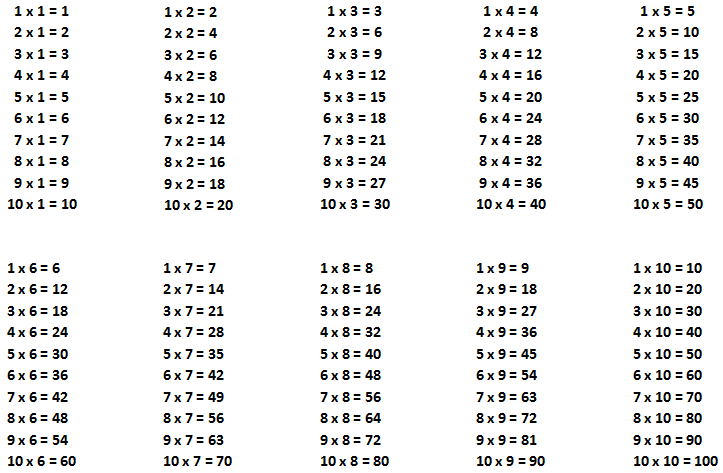 1 x 1 = 1
2 x 1 = 2
3 x 1 = 3
4 x 1 = 4
5 x 1 = 5
6 x 1 = 6
7 x 1 = 7
8 x 1 = 8
9 x 1 = 9
10 x 1 = 10
1 x 2 = 2
2 x 2 = 4
3 x 2 = 6
4 x 2 = 8
5 x 2 = 10
6 x 2 = 12
7 x 2 = 14
8 x 2 = 16
9 x 2 = 18
10 x 2 = 20
1 x 3 = 3
2 x 3 = 6
3 x 3 = 9
4 x 3 = 12
5 x 3 = 15
6 x 3 = 18
7 x 3 = 21
8 x 3 = 24
9 x 3 = 27
10 x 3 = 30
1 x 4 = 4
2 x 4 = 8
3 x 4 = 12
4 x 4 = 16
5 x 4 = 20
6 x 4 = 24
7 x 4 = 28
8 x 4 = 32
9 x 4 = 36
10 x 4 = 40
1 x 5 = 5
2 x 5 = 10
3 x 5 = 15
4 x 5 = 20
5 x 5 = 25
6 x 5 = 30
7 x 5 = 35
8 x 5 = 40
9 x 5 = 45
10 x 5 = 50
1 x 6 = 6
2 x 6 = 12
3 x 6 = 18
4 x 6 = 24
5 x 6 = 30
6 x 6 = 36
7 x 6 = 42
8 x 6 = 48
9 x 6 = 54
10 x 6 = 60
1 x 7 = 7
2 x 7 = 14
3 x 7 = 21
4 x 7 = 28
5 x 7 = 35
6 x 7 = 42
7 x 7 = 49
8 x 7 = 56
9 x 7 = 63
10 x 7 = 70
1 x 8 = 8
2 x 8 = 16
3 x 8 = 24
4 x 8 = 32
5 x 8 = 40
6 x 8 = 48
7 x 8 = 56
8 x 8 = 64
9 x 8 = 72
10 x 8 = 80
1 x 9 = 9
2 x 9 = 18
3 x 9 = 27
4 x 9 = 36
5 x 9 = 45
6 x 9 = 54
7 x 9 = 63
8 x 9 = 72
9 x 9 = 81
10 x 9 = 90
1 x 10 = 10
2 x 10 = 20
3 x 10 = 30
4 x 10 = 40
5 x 10 = 50
6 x 10 = 60
7 x 10 = 70
8 x 10 = 80
9 x 10 = 90
10 x 10 = 100